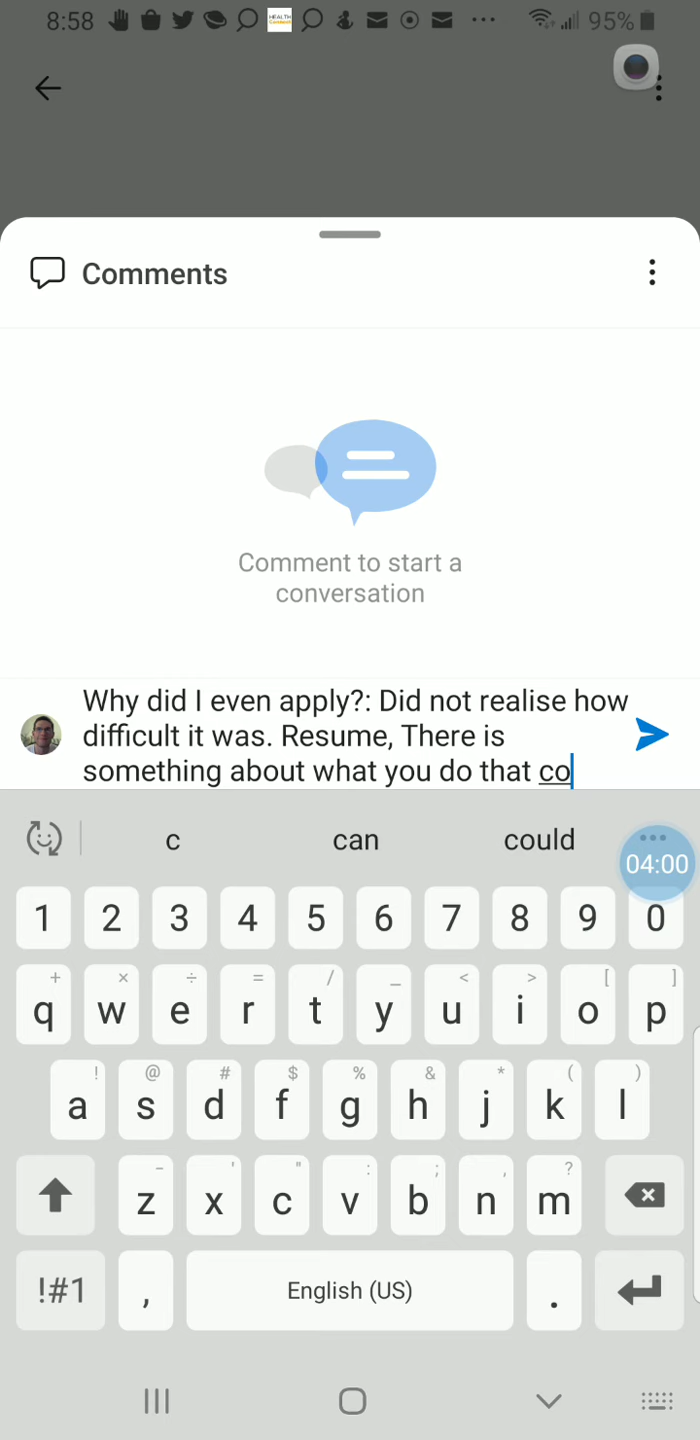 8:58 95%
Comments
Comment to start a
conversation
Why did I even apply?: Did not realise how
difficult it was. Resume, There is
something about what you do that co
c can could
04:00
1 2 3 4 5 6 7 8 9 0
+ × ÷ = / _ < > [ ]
q w e r t y u i o p
! @ # $ % & * ( )
a s d f g h j k l
- ' " : ; , ?
z x c v b n m
!#1 , English (US) .